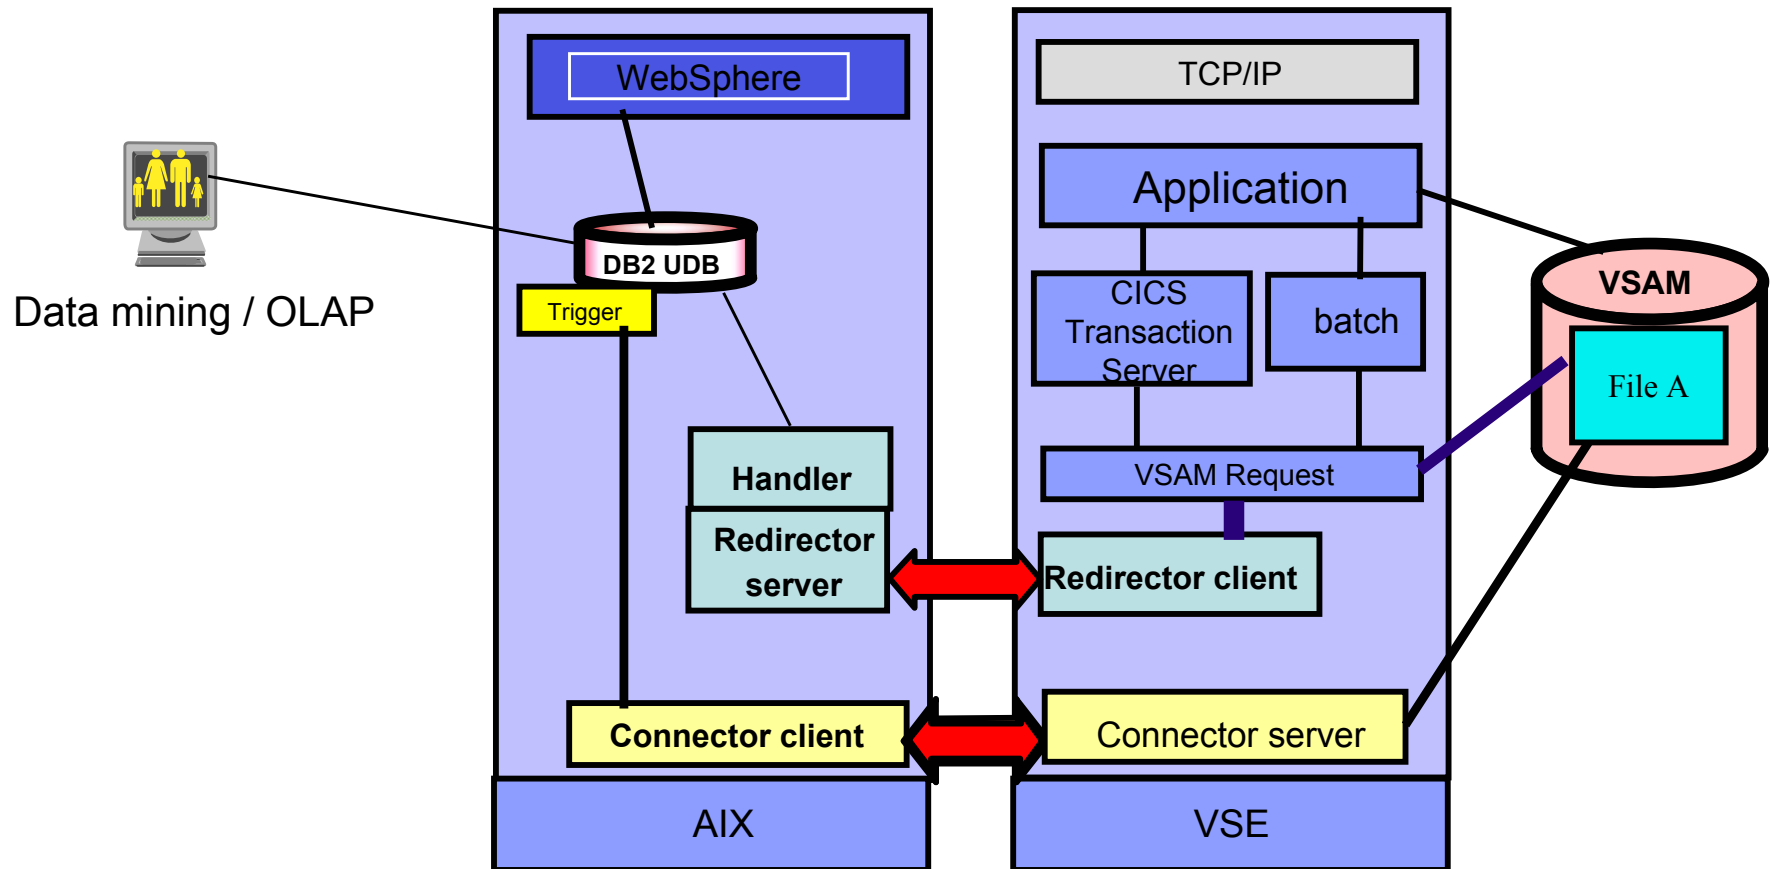 WebSphere
TCP/IP
Application
DB2 UDB
VSAM
Trigger
Data mining / OLAP
CICS
Transaction
Server
batch
File A
Handler
VSAM Request
Redirector
server
Redirector client
Connector client
Connector server
AIX
VSE